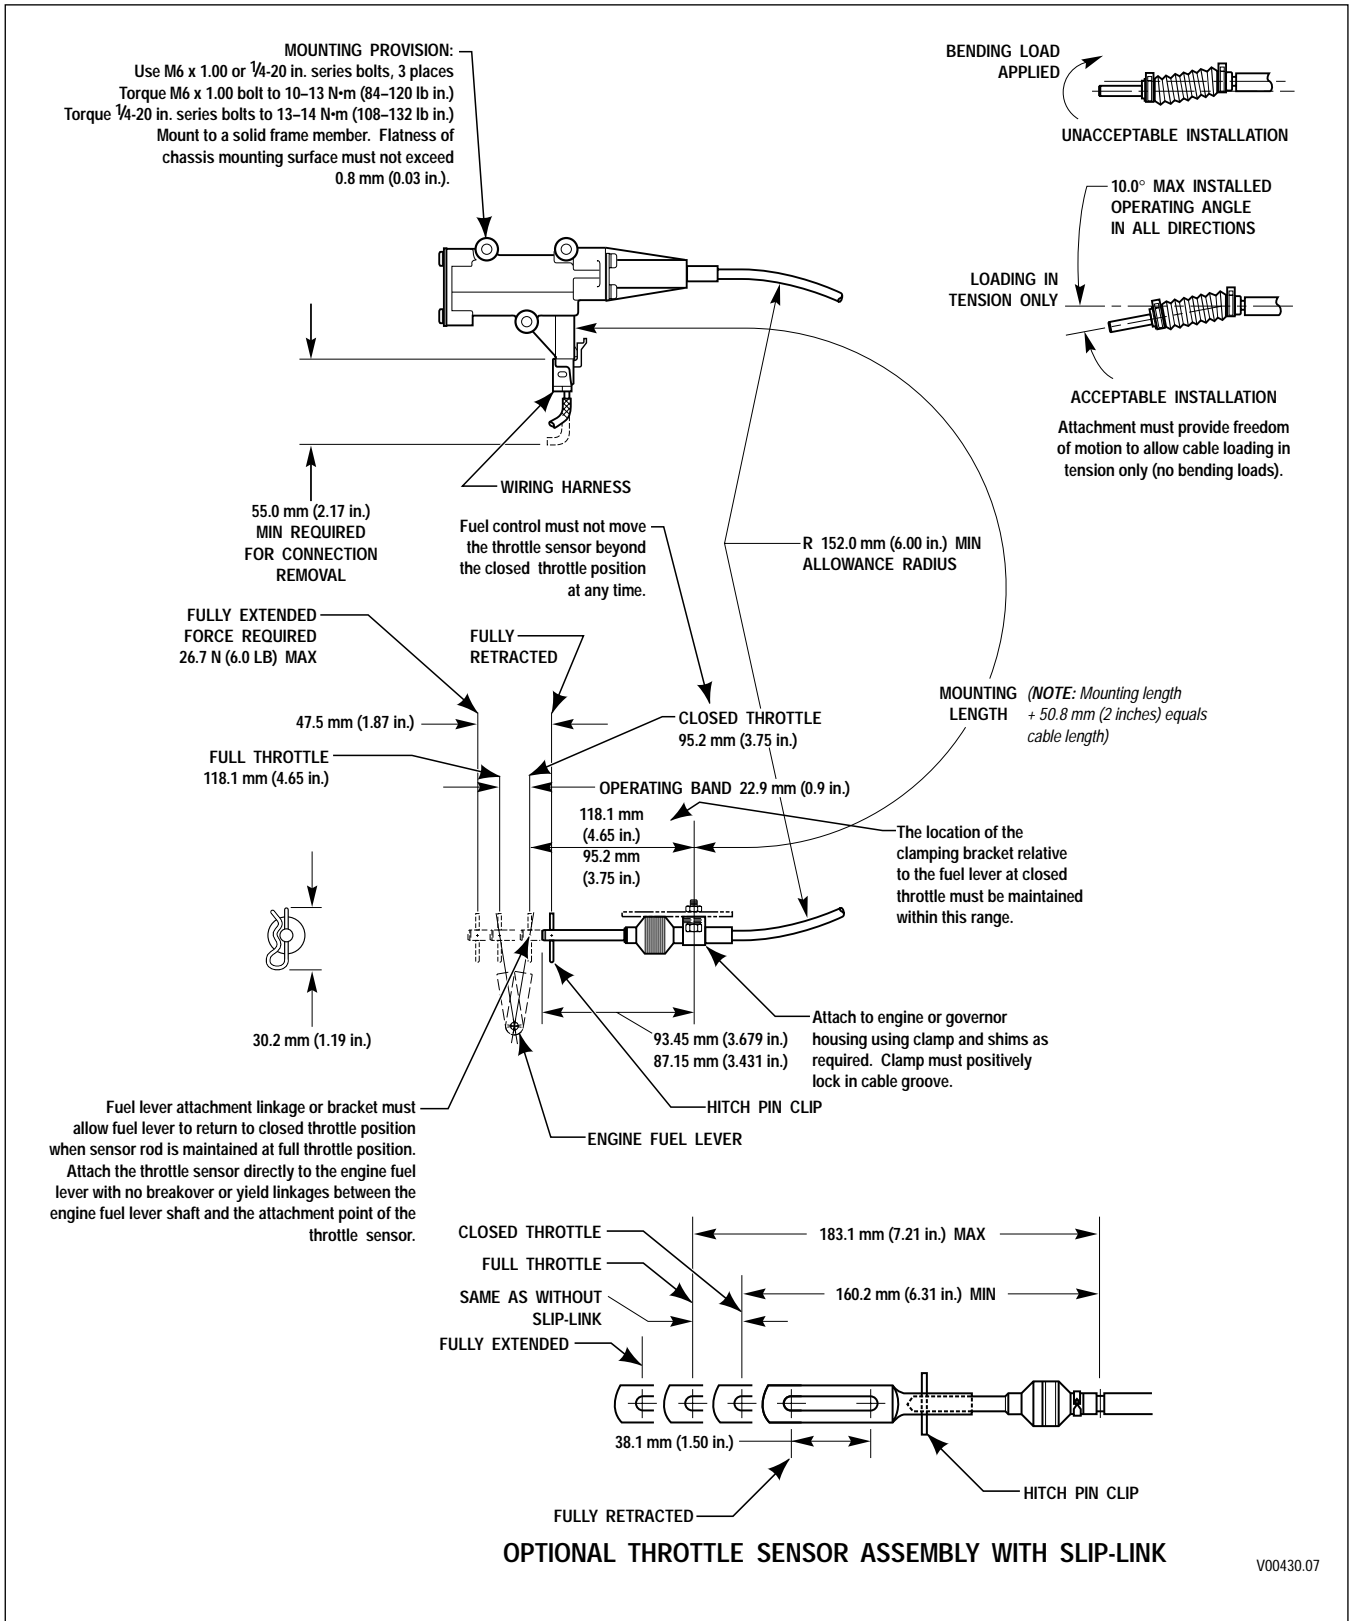 MOUNTING PROVISION:
Use M6 x 1.00 or 1⁄4-20 in. series bolts, 3 places
Torque M6 x 1.00 bolt to 10–13 N•m (84–120 lb in.)
Torque 1⁄4-20 in. series bolts to 13–14 N•m (108–132 lb in.)
Mount to a solid frame member. Flatness of
chassis mounting surface must not exceed
0.8 mm (0.03 in.).
BENDING LOAD
APPLIED
UNACCEPTABLE INSTALLATION
10.0° MAX INSTALLED
OPERATING ANGLE
IN ALL DIRECTIONS
LOADING IN
TENSION ONLY
ACCEPTABLE INSTALLATION
Attachment must provide freedom
of motion to allow cable loading in
tension only (no bending loads).
WIRING HARNESS
55.0 mm (2.17 in.)
MIN REQUIRED
FOR CONNECTION
REMOVAL
Fuel control must not move
the throttle sensor beyond
the closed throttle position
at any time.
R 152.0 mm (6.00 in.) MIN
ALLOWANCE RADIUS
FULLY EXTENDED
FORCE REQUIRED
26.7 N (6.0 LB) MAX
FULLY
RETRACTED
MOUNTING
LENGTH
(NOTE: Mounting length
+ 50.8 mm (2 inches) equals
cable length)
47.5 mm (1.87 in.)
CLOSED THROTTLE
95.2 mm (3.75 in.)
FULL THROTTLE
118.1 mm (4.65 in.)
OPERATING BAND 22.9 mm (0.9 in.)
118.1 mm
(4.65 in.)
95.2 mm
(3.75 in.)
The location of the
clamping bracket relative
to the fuel lever at closed
throttle must be maintained
within this range.
30.2 mm (1.19 in.)
93.45 mm (3.679 in.)
87.15 mm (3.431 in.)
Attach to engine or governor
housing using clamp and shims as
required. Clamp must positively
lock in cable groove.
HITCH PIN CLIP
ENGINE FUEL LEVER
Fuel lever attachment linkage or bracket must
allow fuel lever to return to closed throttle position
when sensor rod is maintained at full throttle position.
Attach the throttle sensor directly to the engine fuel
lever with no breakover or yield linkages between the
engine fuel lever shaft and the attachment point of the
throttle sensor.
CLOSED THROTTLE
183.1 mm (7.21 in.) MAX
FULL THROTTLE
160.2 mm (6.31 in.) MIN
SAME AS WITHOUT
SLIP-LINK
FULLY EXTENDED
38.1 mm (1.50 in.)
HITCH PIN CLIP
FULLY RETRACTED
OPTIONAL THROTTLE SENSOR ASSEMBLY WITH SLIP-LINK
V00430.07